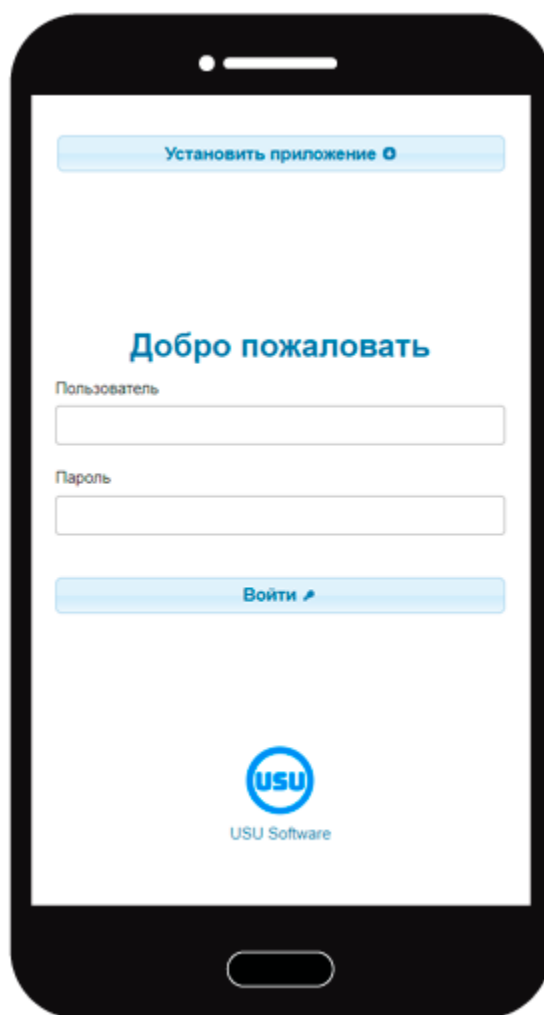 Установить приложение
Добро пожаловать
Пользователь
Пароль
Войти
USU
USU Software